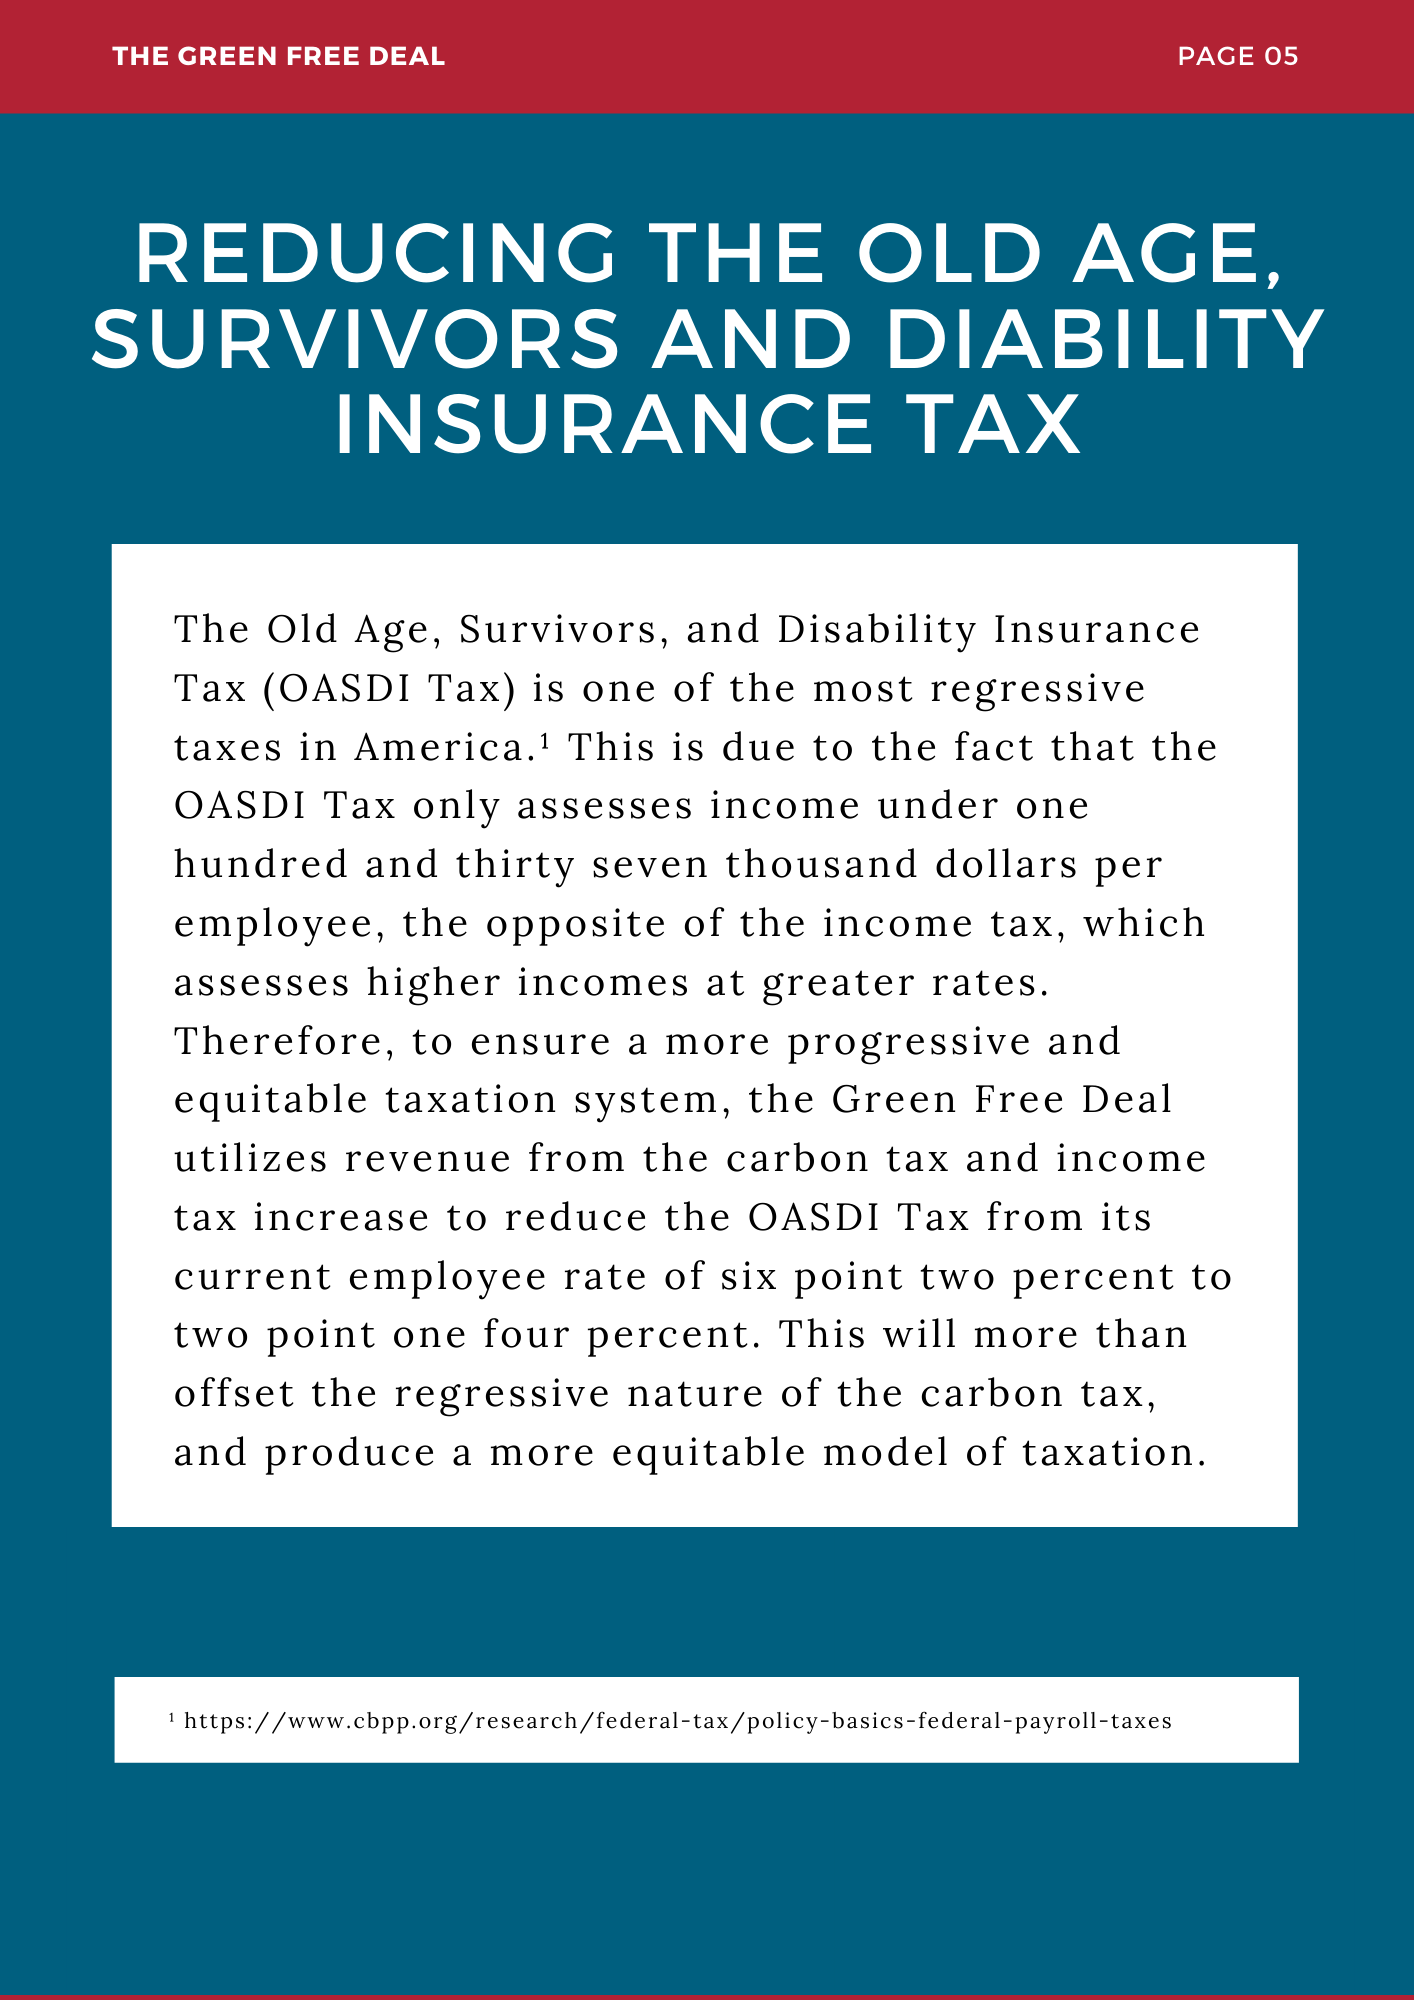 THE GREEN FREE DEAL
PAGE 05
REDUCING THE OLD AGE,
SURVIVORS AND DIABILITY
INSURANCE TAX
The Old Age, Survivors, and Disability Insurance
Tax (OASDI Tax) is one of the most regressive
taxes in America.¹ This is due to the fact that the
OASDI Tax only assesses income under one
hundred and thirty seven thousand dollars per
employee, the opposite of the income tax, which
assesses higher incomes at greater rates.
Therefore, to ensure a more progressive and
equitable taxation system, the Green Free Deal
utilizes revenue from the carbon tax and income
tax increase to reduce the OASDI Tax from its
current employee rate of six point two percent to
two point one four percent. This will more than
offset the regressive nature of the carbon tax,
and produce a more equitable model of taxation.
¹ https://www.cbpp.org/research/federal-tax/policy-basics-federal-payroll-taxes